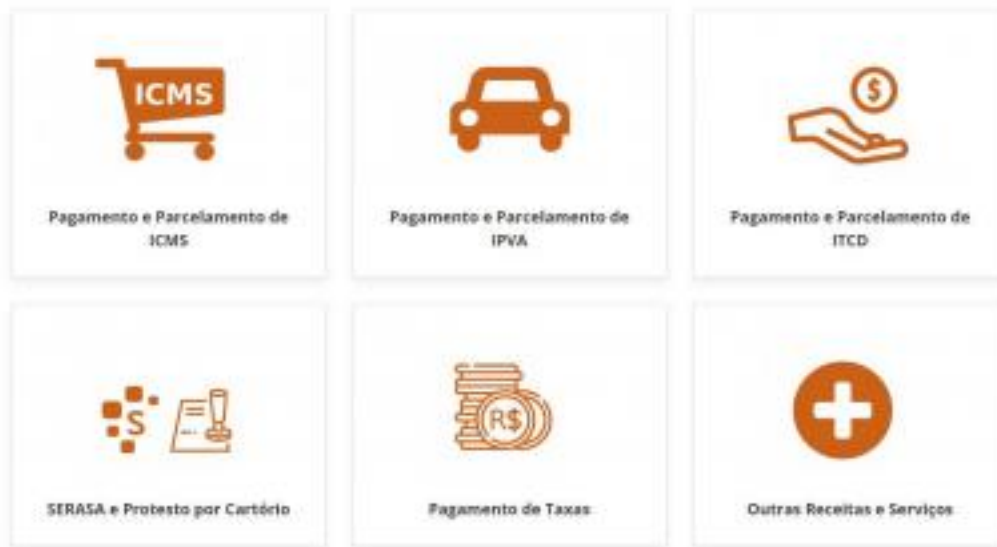 ICMS
$
Pagamento e Parcelamento de
ICMS
Pagamento e Parcelamento de
IPVA
Pagamento e Parcelamento de
ITCD
S
R$
SERASA e Protesto por Cartório
Pagamento de Taxas
Outras Receitas e Serviços